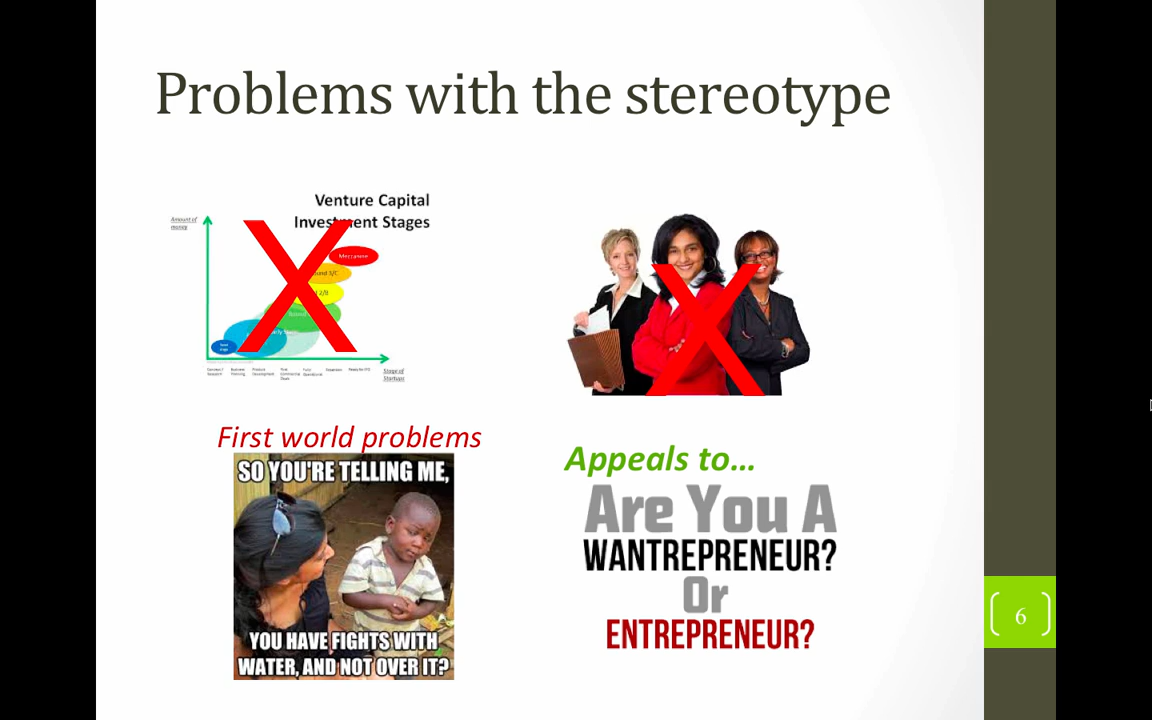 Problems with the stereotype
Venture Capital
Investment Stages
Amount of
money
Mezzanine
Stage of
Startups
First world problems
SO YOU'RE TELLING ME,
YOU HAVE FIGHTS WITH
WATER, AND NOT OVER IT?
Appeals to...
Are You A
WANTREPRENEUR?
Or
ENTREPRENEUR?
6